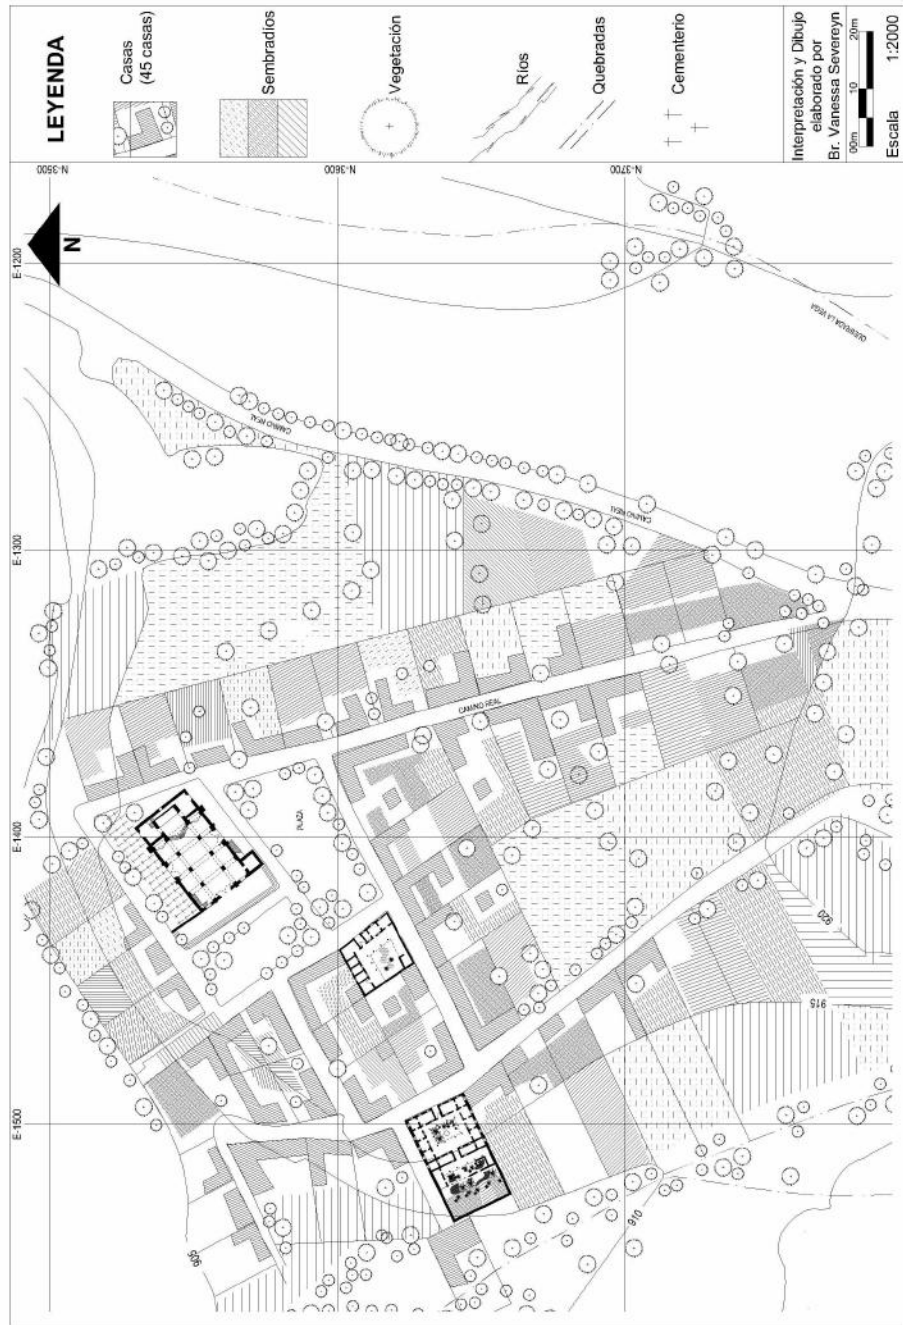 LEYENDA
Casas
(45 casas)
Sembradíos
Vegetación
Ríos
Quebradas
Cementerio
Interpretación y Dibujo
elaborado por
Br. Vanessa Severeyn
00m 10 20m
Escala 1:2000
N-3500
N-3600
N-3700
N
E-1200
E-1300
E-1400
E-1500
CAMINO REAL
CAMINO REAL
CAMINO REAL
QUEBRADA LA VEGA
PLAZA
920
915
910
905